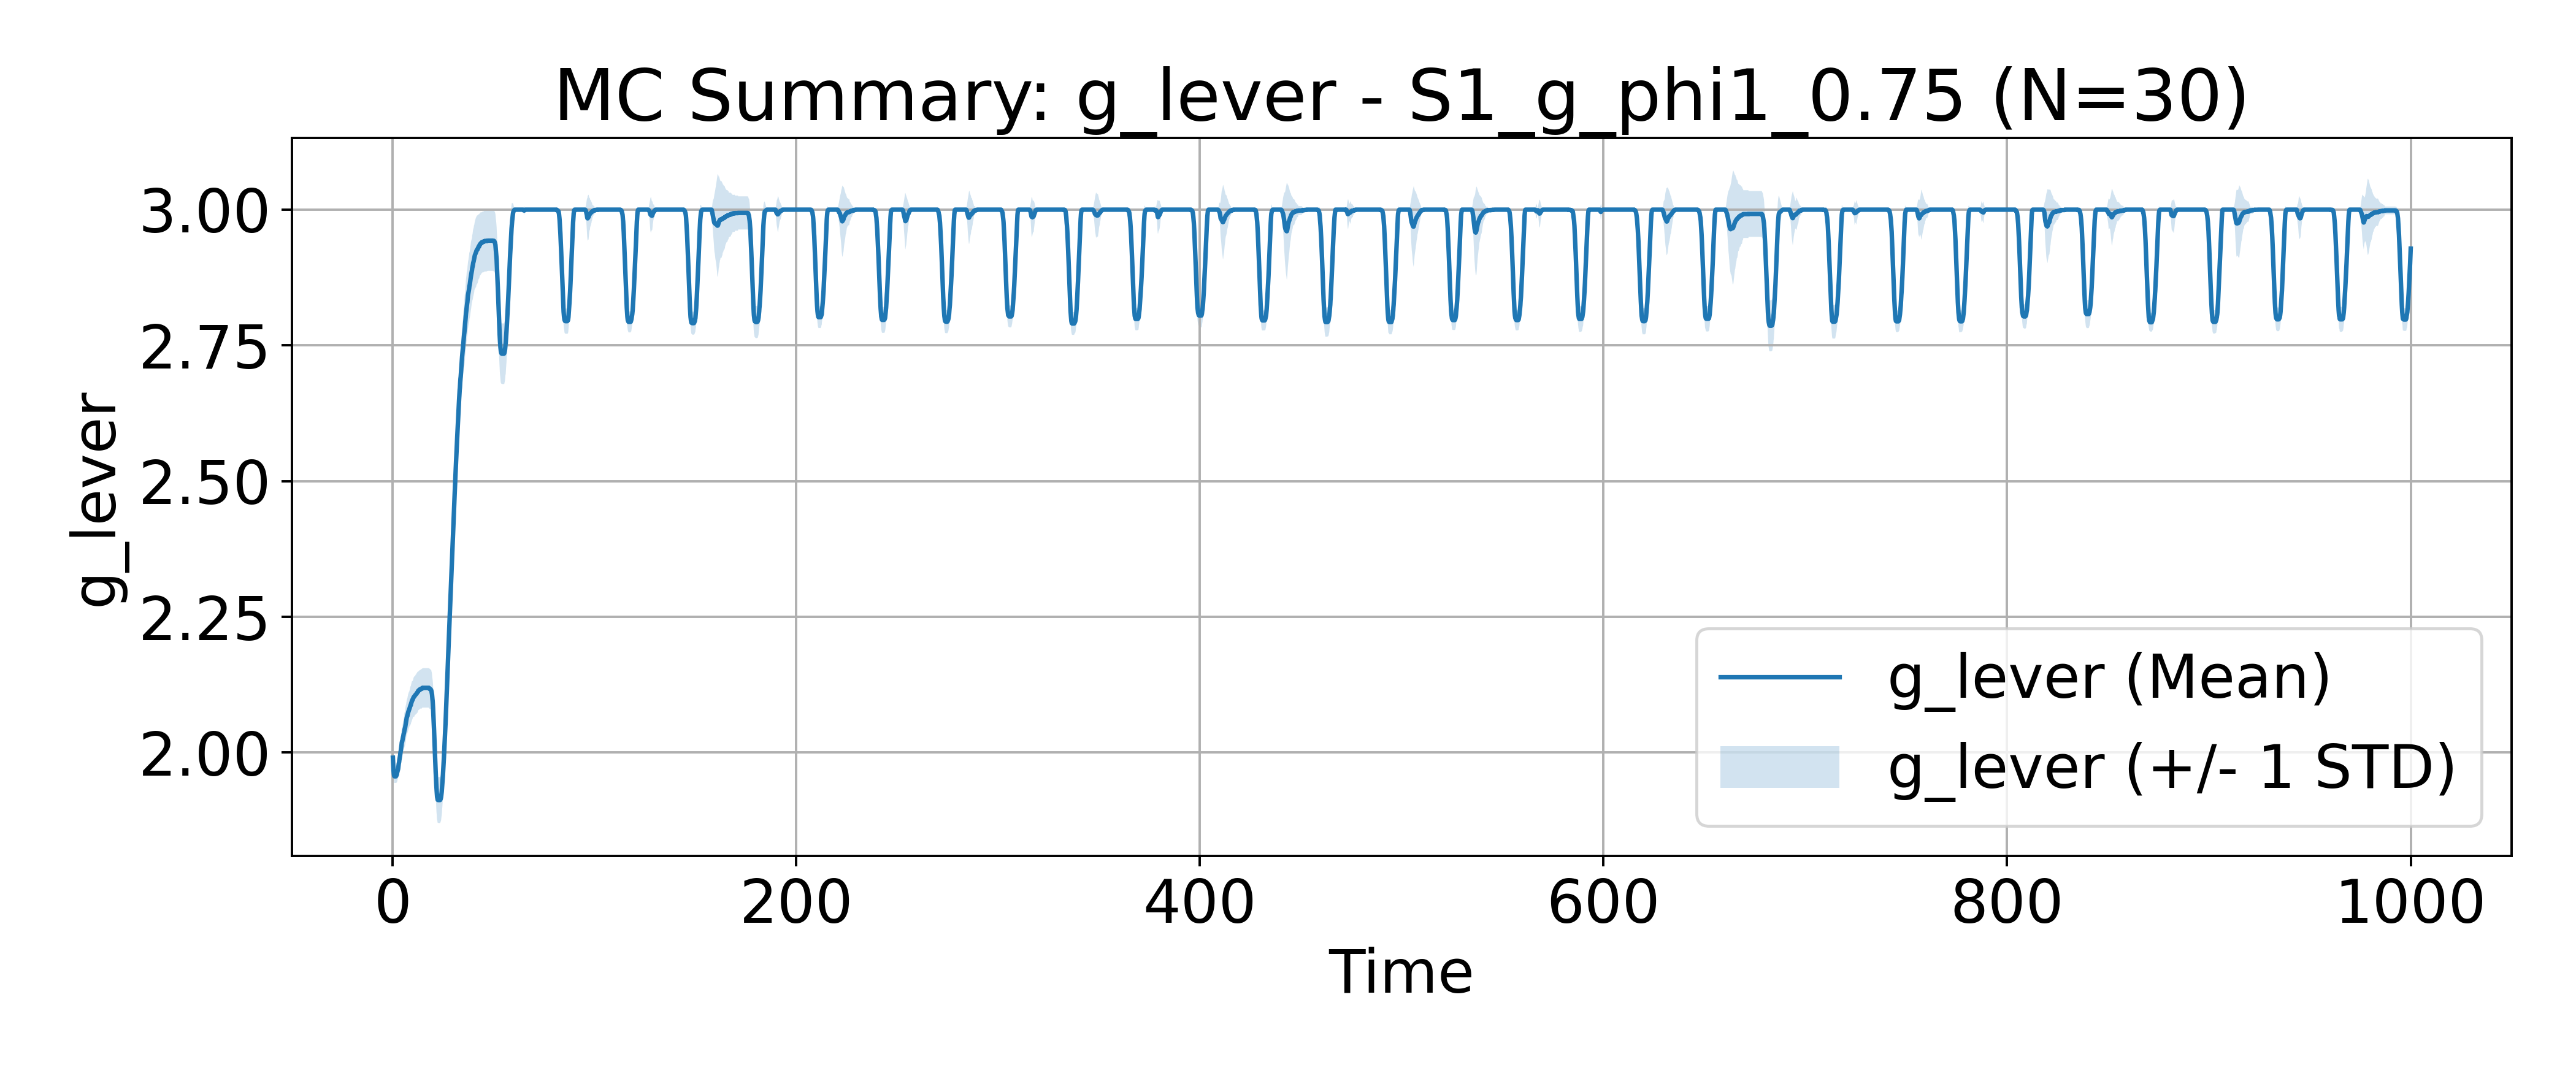 MC Summary: g_lever - S1_g_phi1_0.75 (N=30)
3.00
2.75
2.50
2.25
2.00
g_lever
g_lever (Mean)
g_lever (+/- 1 STD)
0
200
400
600
800
1000
Time